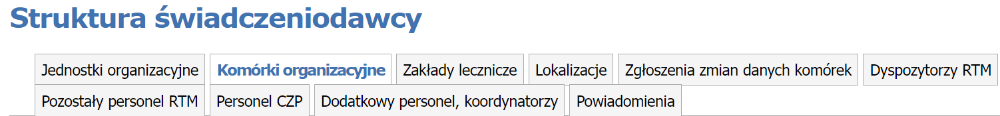 Struktura świadczeniodawcy
Jednostki organizacyjne Komórki organizacyjne Zakłady lecznicze Lokalizacje Zgłoszenia zmian danych komórek Dyspozytorzy RTM
Pozostały personel RTM Personel CZP Dodatkowy personel, koordynatorzy Powiadomienia